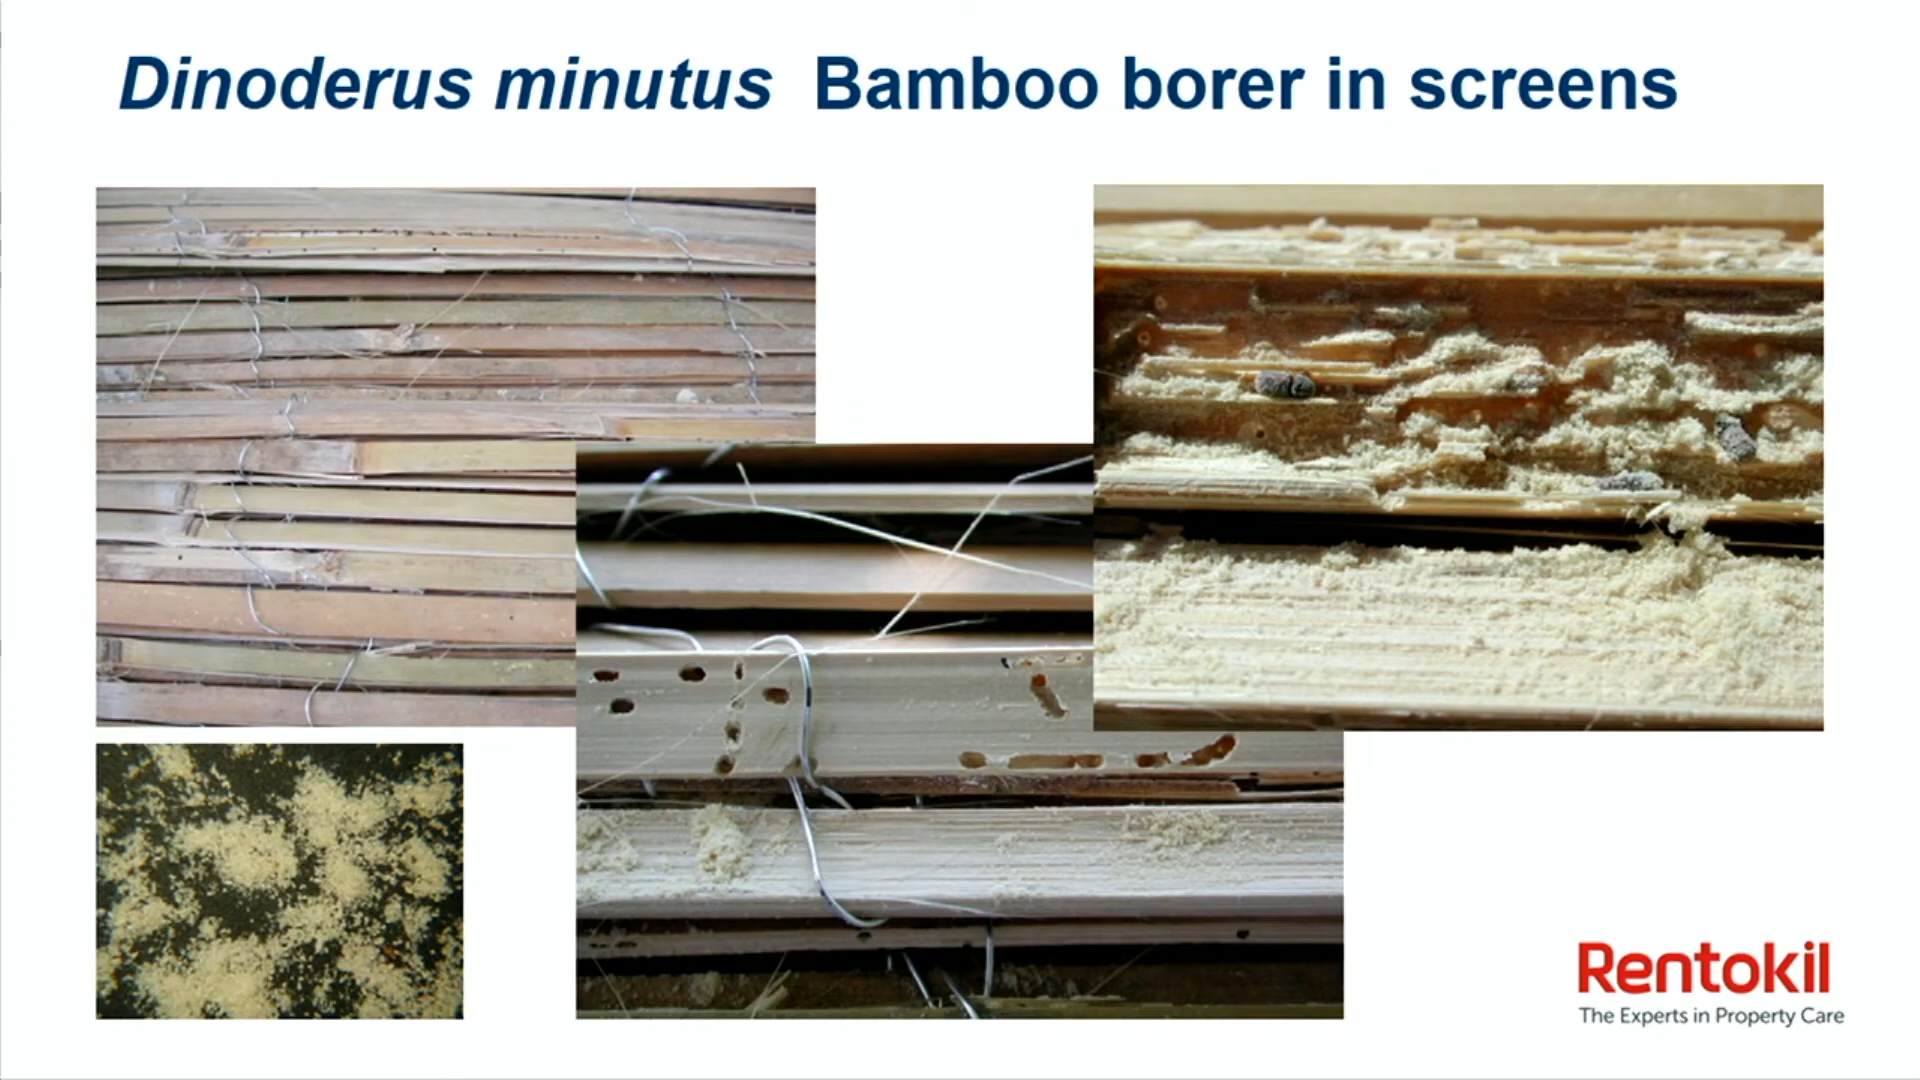 Dinoderus minutus Bamboo borer in screens
Rentokil
The Experts in Property Care